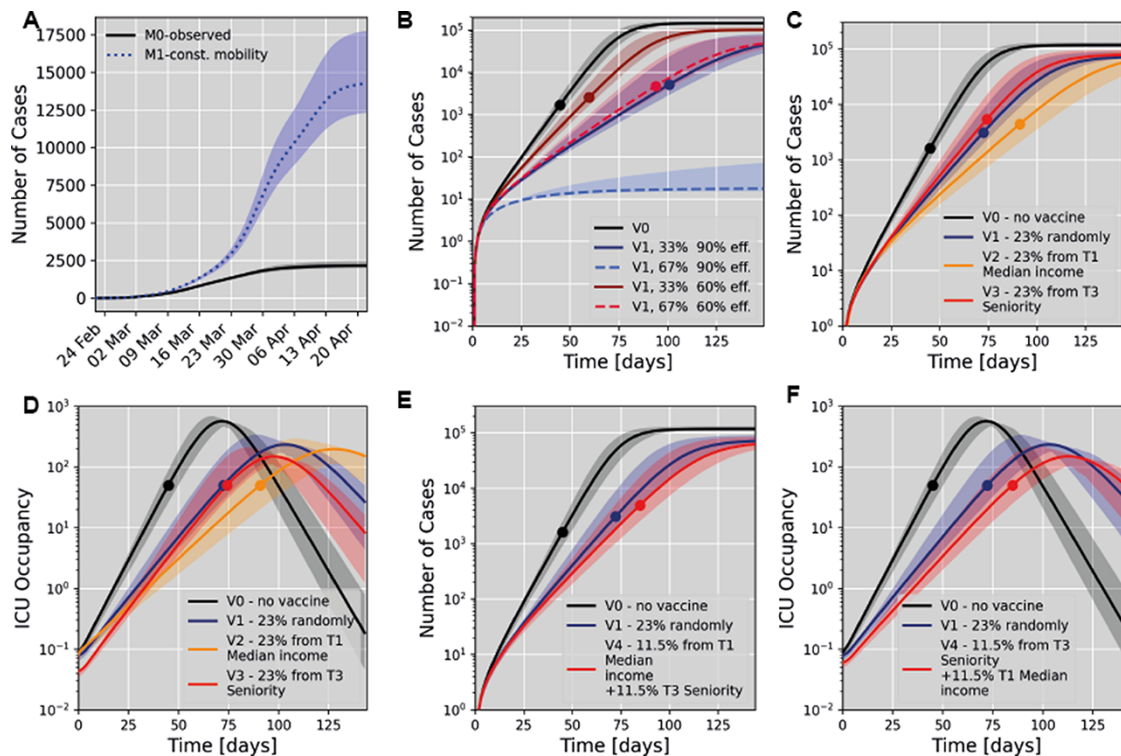 A
M0-observed
M1-const. mobility
Number of Cases
17500
15000
12500
10000
7500
5000
2500
0
24 Feb
02 Mar
09 Mar
16 Mar
23 Mar
30 Mar
06 Apr
13 Apr
20 Apr
B
Number of Cases
10^5
10^4
10^3
10^2
10^1
10^0
10^-1
10^-2
V0
V1, 33% 90% eff.
V1, 67% 90% eff.
V1, 33% 60% eff.
V1, 67% 60% eff.
0 25 50 75 100 125
Time [days]
C
Number of Cases
10^5
10^4
10^3
10^2
10^1
10^0
V0 - no vaccine
V1 - 23% randomly
V2 - 23% from T1
Median income
V3 - 23% from T3
Seniority
0 25 50 75 100 125
Time [days]
D
ICU Occupancy
10^3
10^2
10^1
10^0
10^-1
10^-2
V0 - no vaccine
V1 - 23% randomly
V2 - 23% from T1
Median income
V3 - 23% from T3
Seniority
0 25 50 75 100 125
Time [days]
E
Number of Cases
10^5
10^4
10^3
10^2
10^1
10^0
V0 - no vaccine
V1 - 23% randomly
V4 - 11.5% from T1
Median
income
+11.5% T3 Seniority
0 25 50 75 100 125
Time [days]
F
ICU Occupancy
10^3
10^2
10^1
10^0
10^-1
10^-2
V0 - no vaccine
V1 - 23% randomly
V4 - 11.5% from T3
Seniority
+11.5% T1 Median
income
0 25 50 75 100 125
Time [days]